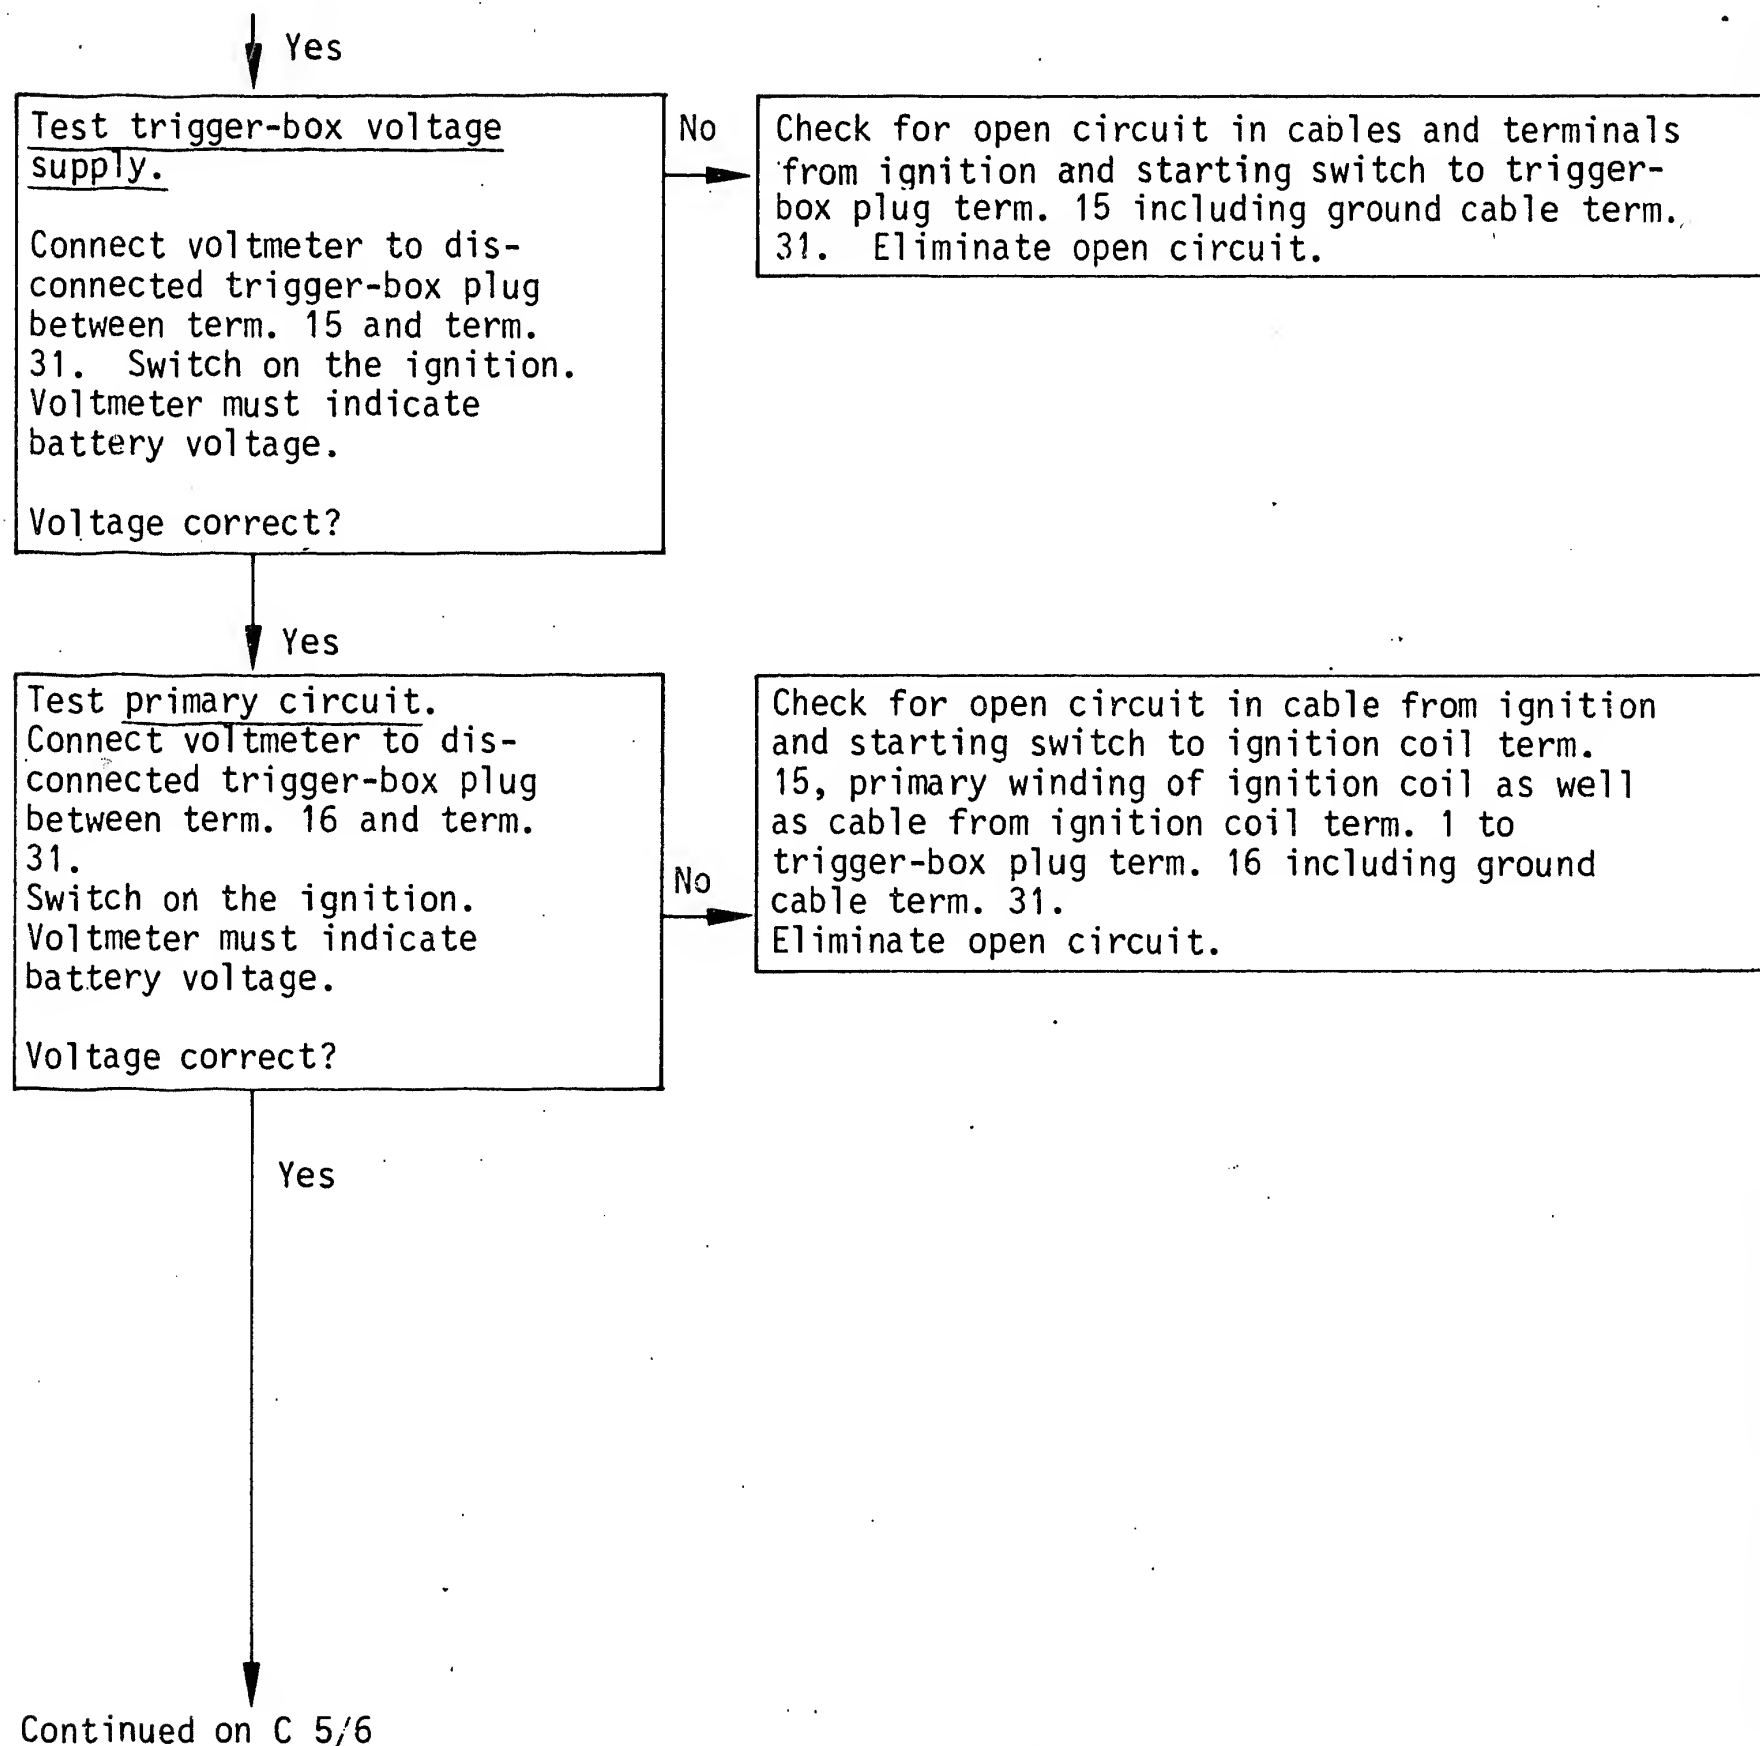 Yes
Test trigger-box voltage
supply.
Connect voltmeter to dis-
connected trigger-box plug
between term. 15 and term.
31. Switch on the ignition.
Voltmeter must indicate
battery voltage.
Voltage correct?
No
Check for open circuit in cables and terminals
from ignition and starting switch to trigger-
box plug term. 15 including ground cable term.
31. Eliminate open circuit.
Yes
Test primary circuit.
Connect voltmeter to dis-
connected trigger-box plug
between term. 16 and term.
31.
Switch on the ignition.
Voltmeter must indicate
battery voltage.
Voltage correct?
No
Check for open circuit in cable from ignition
and starting switch to ignition coil term.
15, primary winding of ignition coil as well
as cable from ignition coil term. 1 to
trigger-box plug term. 16 including ground
cable term. 31.
Eliminate open circuit.
Yes
Continued on C 5/6